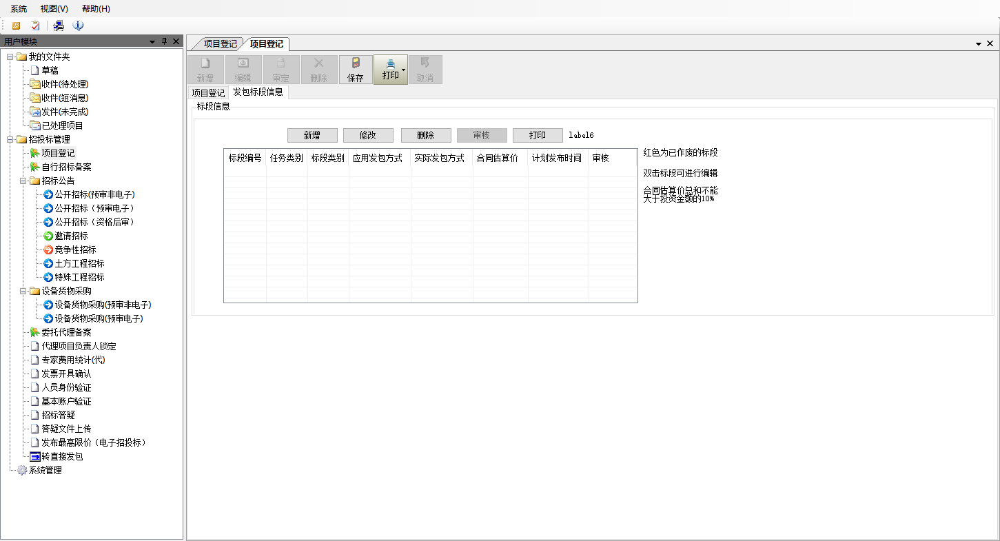 系统 视图(V) 帮助(H)
用户模块
我的文件夹
草稿
收件(待处理)
收件(短消息)
发件(未完成)
已处理项目
招投标管理
项目登记
自行招标备案
招标公告
公开招标(预审非电子)
公开招标（预审电子）
公开招标（资格后审）
邀请招标
竞争性招标
土方工程招标
特殊工程招标
设备货物采购
设备货物采购(预审非电子)
设备货物采购(预审电子)
委托代理备案
代理项目负责人锁定
专家费用统计(代)
发票开具确认
人员身份验证
基本账户验证
招标答疑
答疑文件上传
发布最高限价（电子招投标）
转直接发包
系统管理
项目登记 项目登记
新增 编辑 审定 删除 保存 打印 取消
项目登记 发包标段信息
标段信息
新增 修改 删除 审核 打印 label6
标段编号 任务类别 标段类别 应用发包方式 实际发包方式 合同估算价 计划发布时间 审核
红色为已作废的标段
双击标段可进行编辑
合同估算价总和不能
大于投资金额的10%